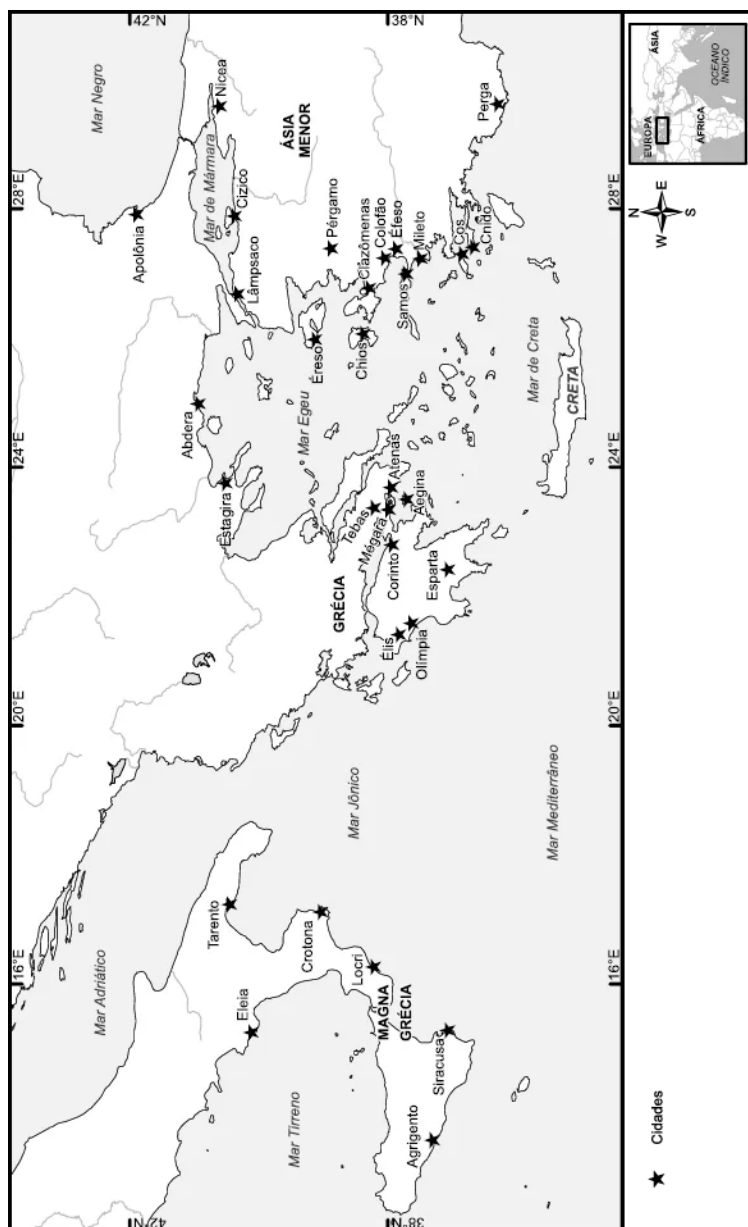 42°N
38°N
16°E
20°E
24°E
28°E
42°N
38°N
Mar Adriático
Mar Tirreno
Mar Jônico
Mar Mediterrâneo
Mar Egeu
Mar de Creta
Mar de Mármara
Mar Negro
MAGNA
GRÉCIA
GRÉCIA
ÁSIA
MENOR
CRETA
Tarento
Eleia
Crotona
Locri
Siracusa
Agrigento
Élis
Olímpia
Esparta
Corinto
Mégara
Tebas
Atenas
Aegina
Estagira
Abdera
Apolônia
Nicea
Cízico
Lâmpsaco
Pérgamo
Éreso
Chios
Clazômenas
Colofão
Éfeso
Samos
Mileto
Cos
Cnido
Perga
Cidades
N
W
E
S
EUROPA
ÁSIA
ÁFRICA
OCEANO
ÍNDICO